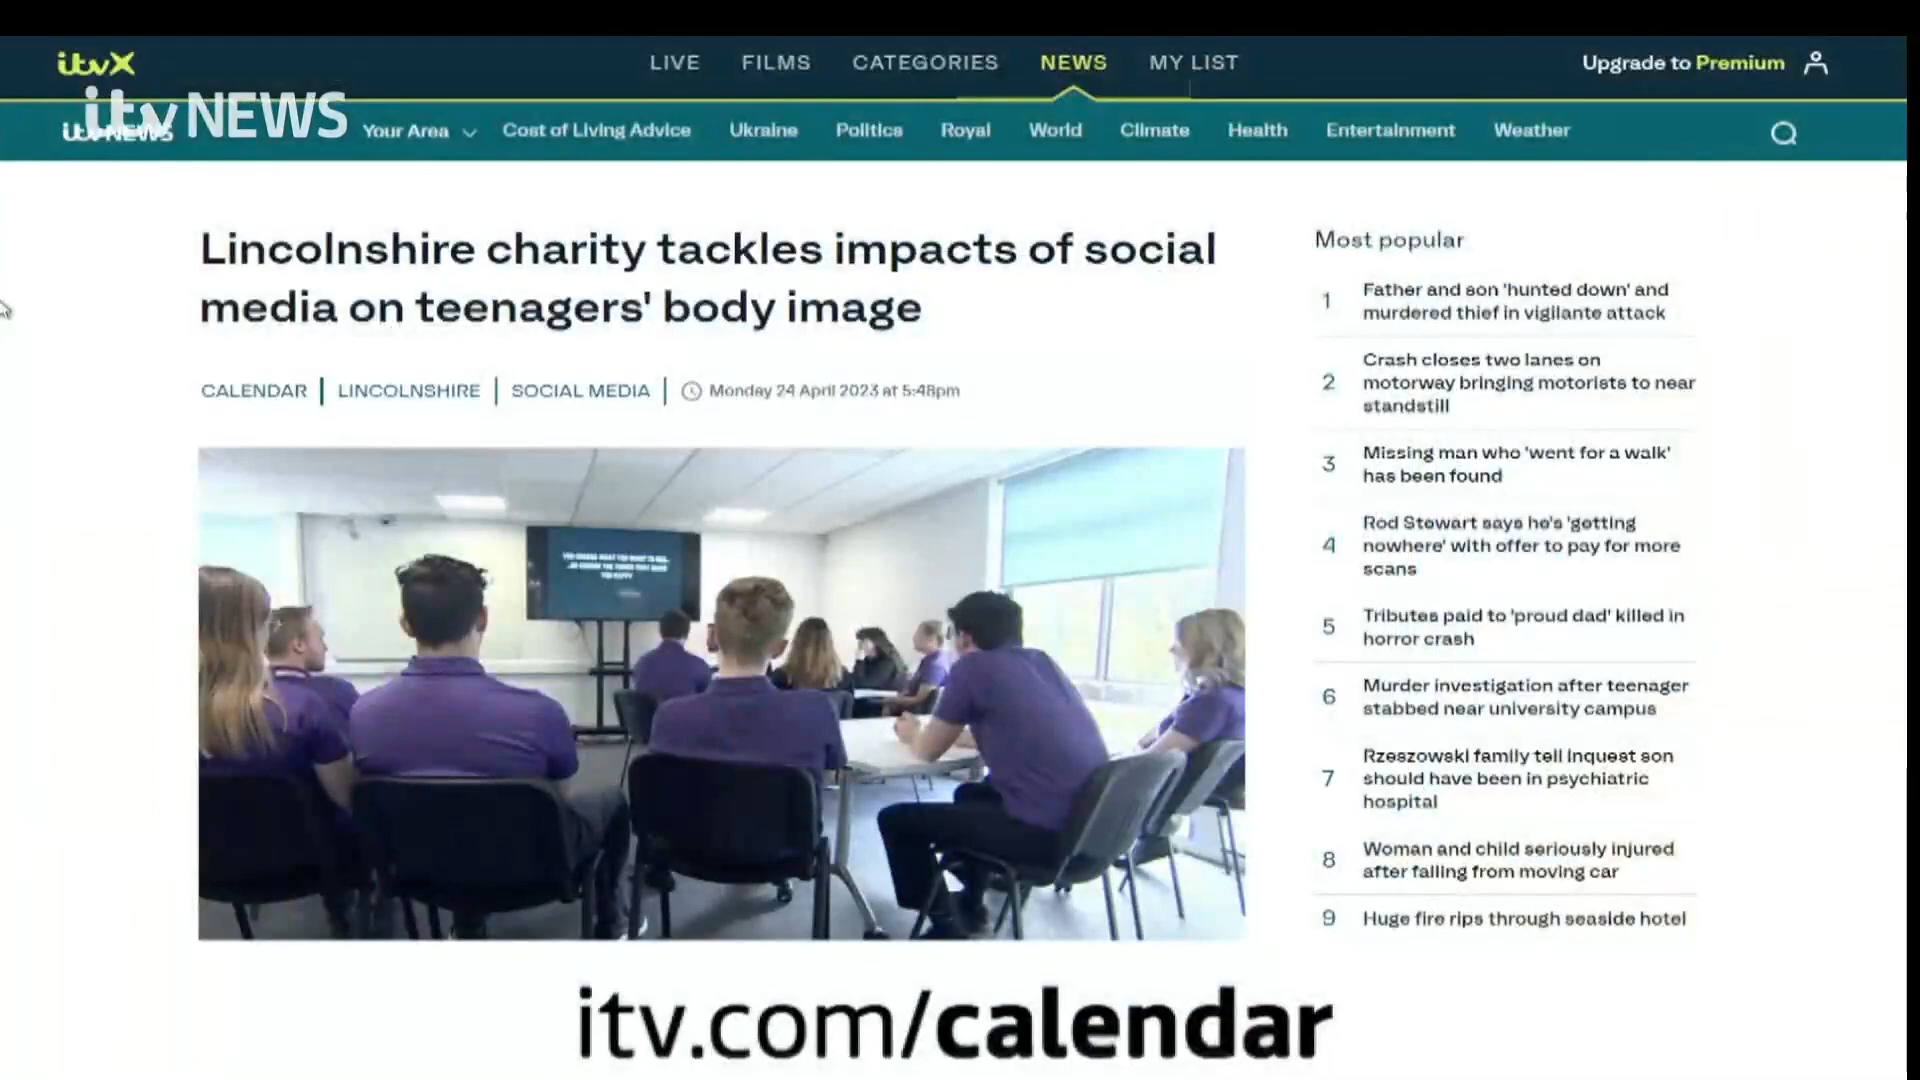 itvX
LIVE FILMS CATEGORIES NEWS MY LIST
Upgrade to Premium
itv NEWS
itv NEWS
Your Area Cost of Living Advice Ukraine Politics Royal World Climate Health Entertainment Weather
Lincolnshire charity tackles impacts of social
media on teenagers' body image
CALENDAR LINCOLNSHIRE SOCIAL MEDIA Monday 24 April 2023 at 5:48pm
Most popular
1 Father and son 'hunted down' and
murdered thief in vigilante attack
2 Crash closes two lanes on
motorway bringing motorists to near
standstill
3 Missing man who 'went for a walk'
has been found
4 Rod Stewart says he's 'getting
nowhere' with offer to pay for more
scans
5 Tributes paid to 'proud dad' killed in
horror crash
6 Murder investigation after teenager
stabbed near university campus
7 Rzeszowski family tell inquest son
should have been in psychiatric
hospital
8 Woman and child seriously injured
after falling from moving car
9 Huge fire rips through seaside hotel
itv.com/calendar